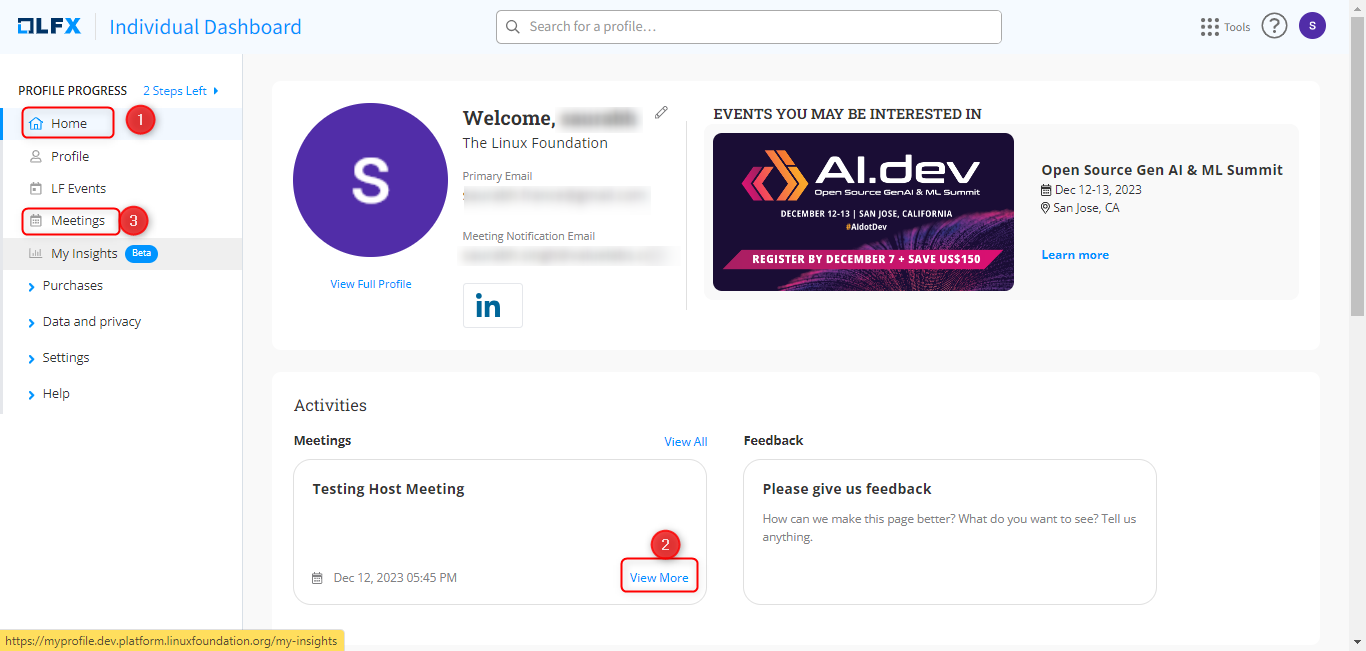 LFX
Individual Dashboard
Search for a profile...
Tools
?
S
PROFILE PROGRESS
2 Steps Left
Home
1
Profile
LF Events
Meetings
3
My Insights
Beta
Purchases
Data and privacy
Settings
Help
S
View Full Profile
Welcome,
The Linux Foundation
Primary Email
Meeting Notification Email
in
EVENTS YOU MAY BE INTERESTED IN
AI.dev
Open Source GenAI & ML Summit
DECEMBER 12-13 | SAN JOSE, CALIFORNIA
#AIdotDev
REGISTER BY DECEMBER 7 + SAVE US$150
Open Source Gen AI & ML Summit
Dec 12-13, 2023
San Jose, CA
Learn more
Activities
Meetings
View All
Testing Host Meeting
Dec 12, 2023 05:45 PM
2
View More
Feedback
Please give us feedback
How can we make this page better? What do you want to see? Tell us
anything.
https://myprofile.dev.platform.linuxfoundation.org/my-insights